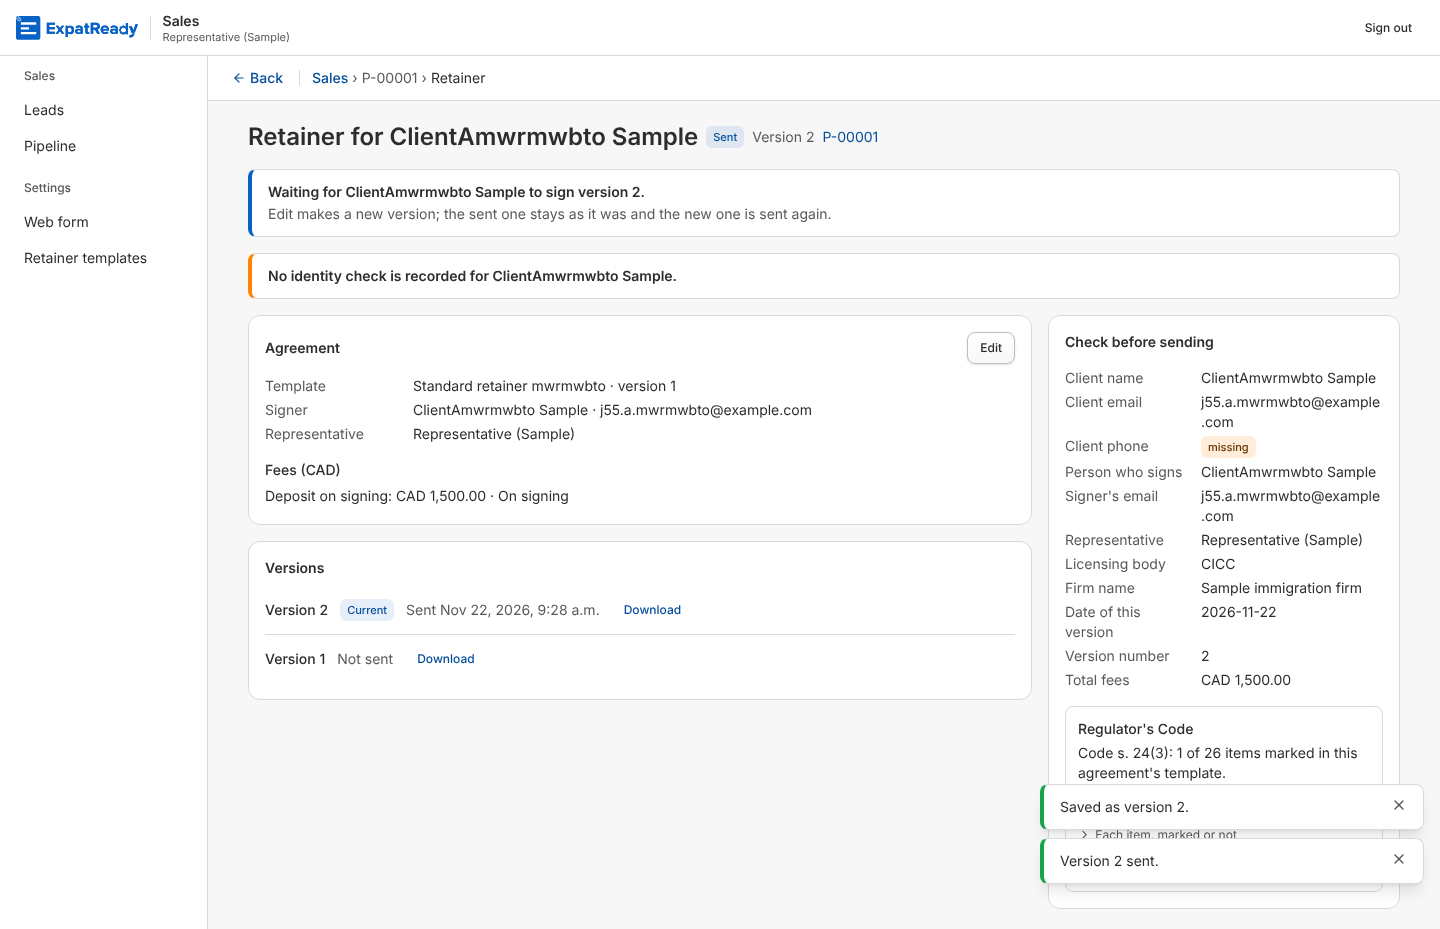 ExpatReady
Sales
Representative (Sample)
Sign out
Sales
Leads
Pipeline
Settings
Web form
Retainer templates
← Back
Sales › P-00001 › Retainer
Retainer for ClientAmwrmwbto Sample Sent Version 2 P-00001
Waiting for ClientAmwrmwbto Sample to sign version 2.
Edit makes a new version; the sent one stays as it was and the new one is sent again.
No identity check is recorded for ClientAmwrmwbto Sample.
Agreement
Edit
Template Standard retainer mwrmwbto · version 1
Signer ClientAmwrmwbto Sample · j55.a.mwrmwbto@example.com
Representative Representative (Sample)
Fees (CAD)
Deposit on signing: CAD 1,500.00 · On signing
Versions
Version 2 Current Sent Nov 22, 2026, 9:28 a.m. Download
Version 1 Not sent Download
Check before sending
Client name ClientAmwrmwbto Sample
Client email j55.a.mwrmwbto@example
.com
Client phone missing
Person who signs ClientAmwrmwbto Sample
Signer's email j55.a.mwrmwbto@example
.com
Representative Representative (Sample)
Licensing body CICC
Firm name Sample immigration firm
Date of this 2026-11-22
version
Version number 2
Total fees CAD 1,500.00
Regulator's Code
Code s. 24(3): 1 of 26 items marked in this
agreement's template.
Saved as version 2.
Each item, marked or not
Version 2 sent.